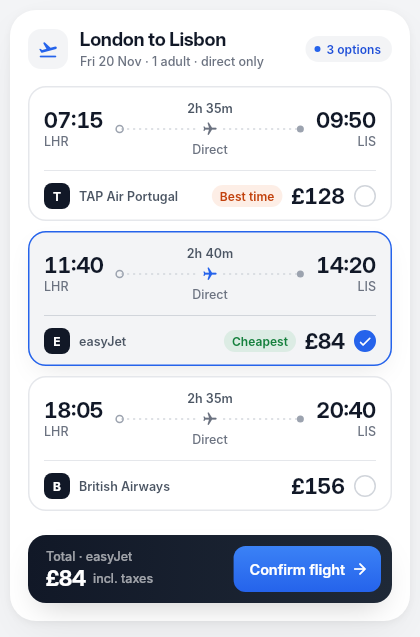 London to Lisbon
Fri 20 Nov · 1 adult · direct only
3 options
2h 35m
07:15
09:50
LHR
Direct
LIS
T TAP Air Portugal Best time £128
2h 40m
11:40
14:20
LHR
Direct
LIS
E easyJet Cheapest £84
2h 35m
18:05
20:40
LHR
Direct
LIS
B British Airways £156
Total · easyJet
£84 incl. taxes
Confirm flight